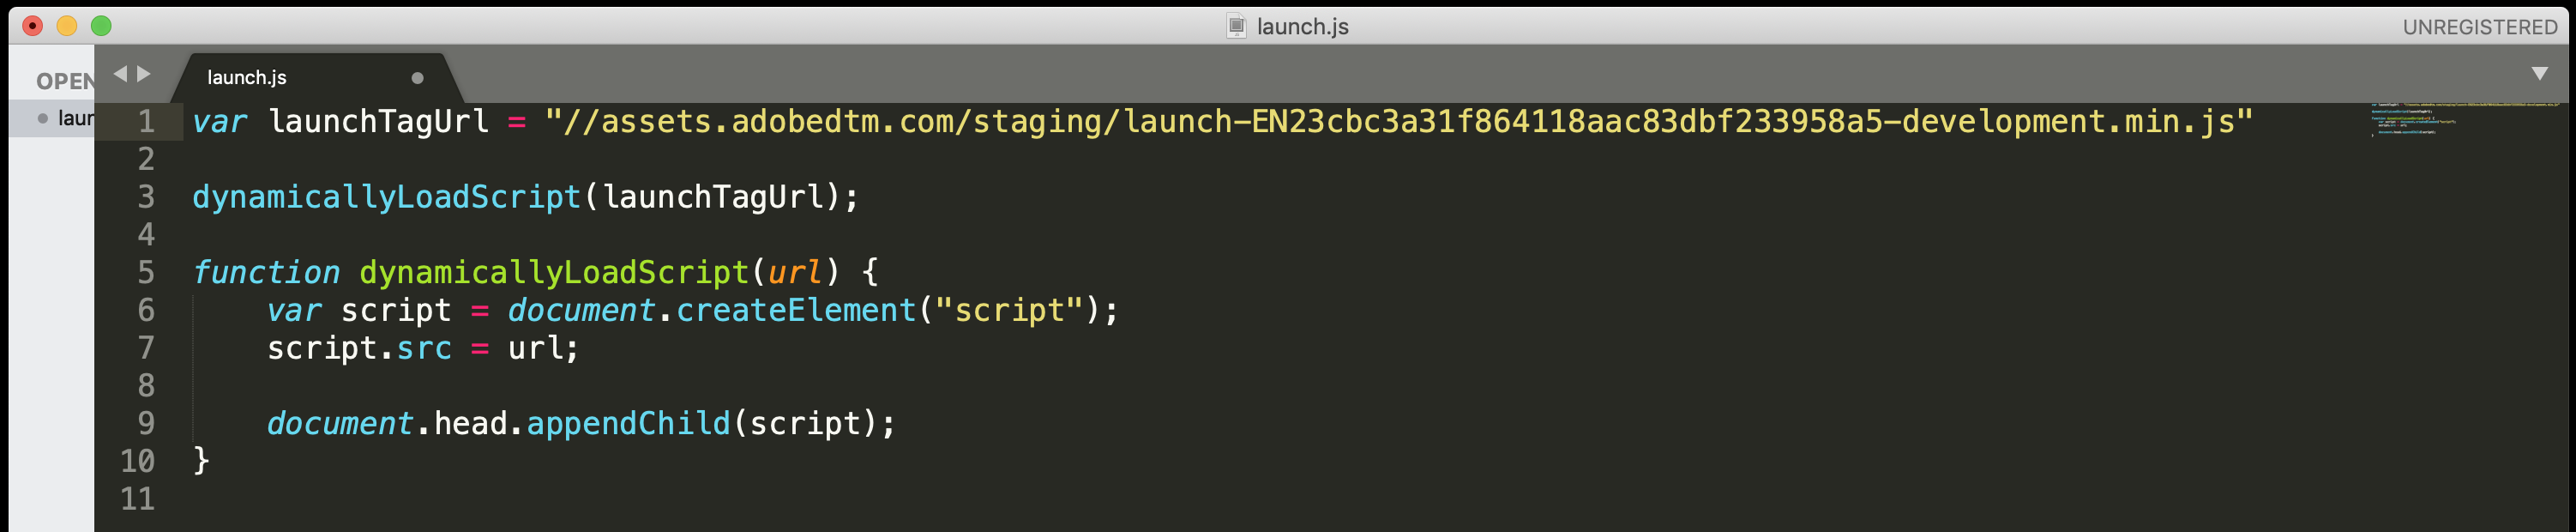 launch.js
UNREGISTERED
OPEN
laun
launch.js
1 var launchTagUrl = "//assets.adobedtm.com/staging/launch-EN23cbc3a31f864118aac83dbf233958a5-development.min.js"
2
3 dynamicallyLoadScript(launchTagUrl);
4
5 function dynamicallyLoadScript(url) {
6     var script = document.createElement("script");
7     script.src = url;
8
9     document.head.appendChild(script);
10 }
11